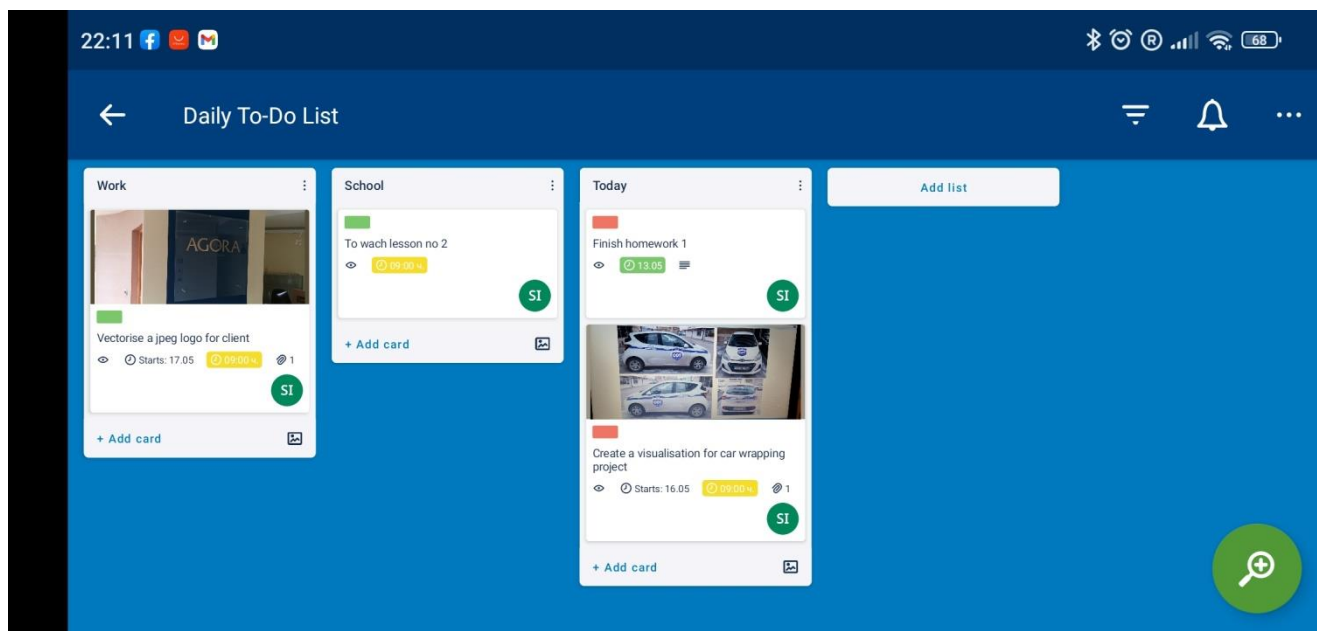 22:11
68
Daily To-Do List
Work
AGORA
Vectorise a jpeg logo for client
Starts: 17.05 09:00 ч. 1
SI
+ Add card
School
To wach lesson no 2
09:00 ч.
SI
+ Add card
Today
Finish homework 1
13.05
SI
Create a visualisation for car wrapping
project
Starts: 16.05 09:00 ч. 1
SI
+ Add card
Add list